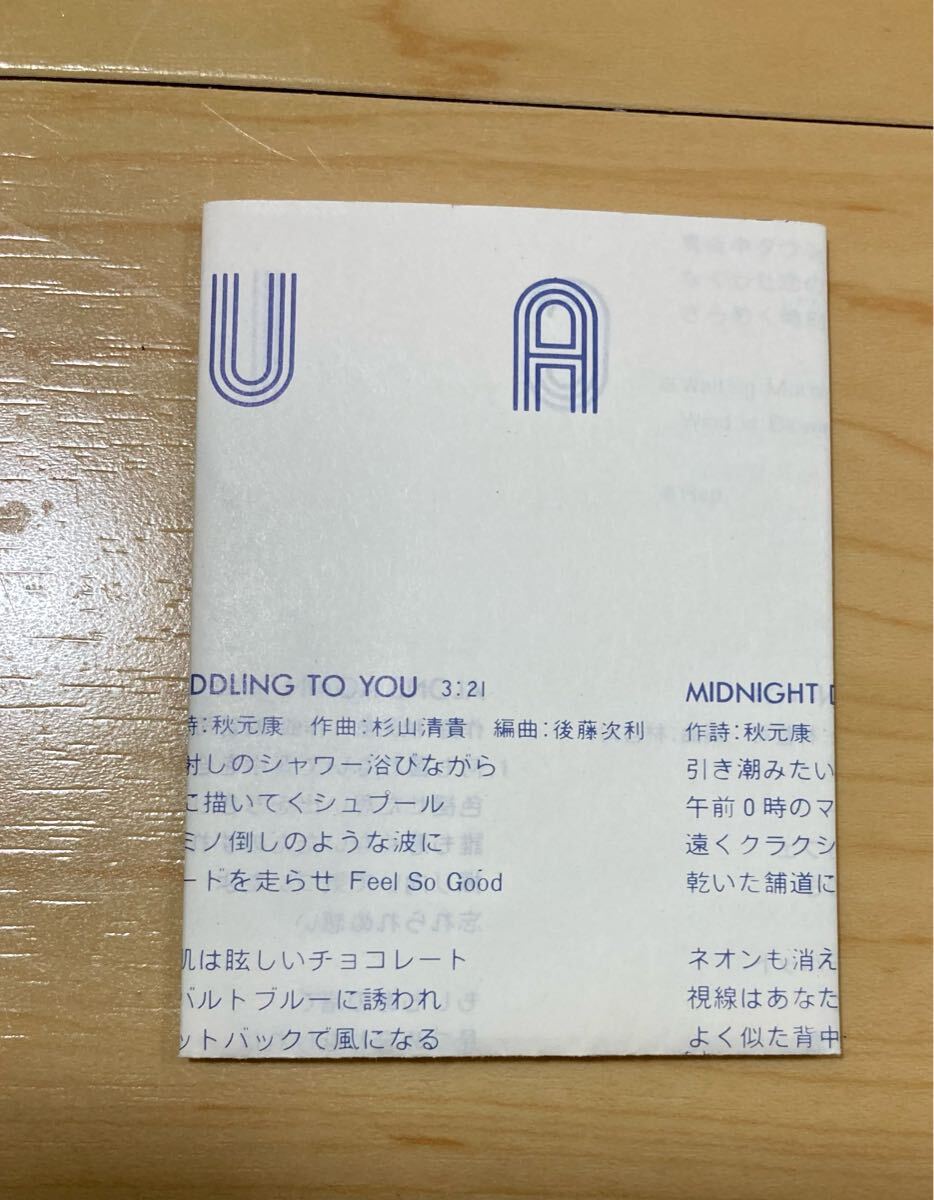 U A
DDLING TO YOU 3:21
詩:秋元康 作曲:杉山清貴 編曲:後藤次利
射しのシャワー浴びながら
に描いてくシュプール
ミノ倒しのような波に
ードを走らせ Feel So Good
肌は眩しいチョコレート
バルトブルーに誘われ
ットバックで風になる
MIDNIGHT D
作詩:秋元康
引き潮みたい
午前0時のマ
遠くクラクシ
乾いた舗道に
ネオンも消え
視線はあなた
よく似た背中